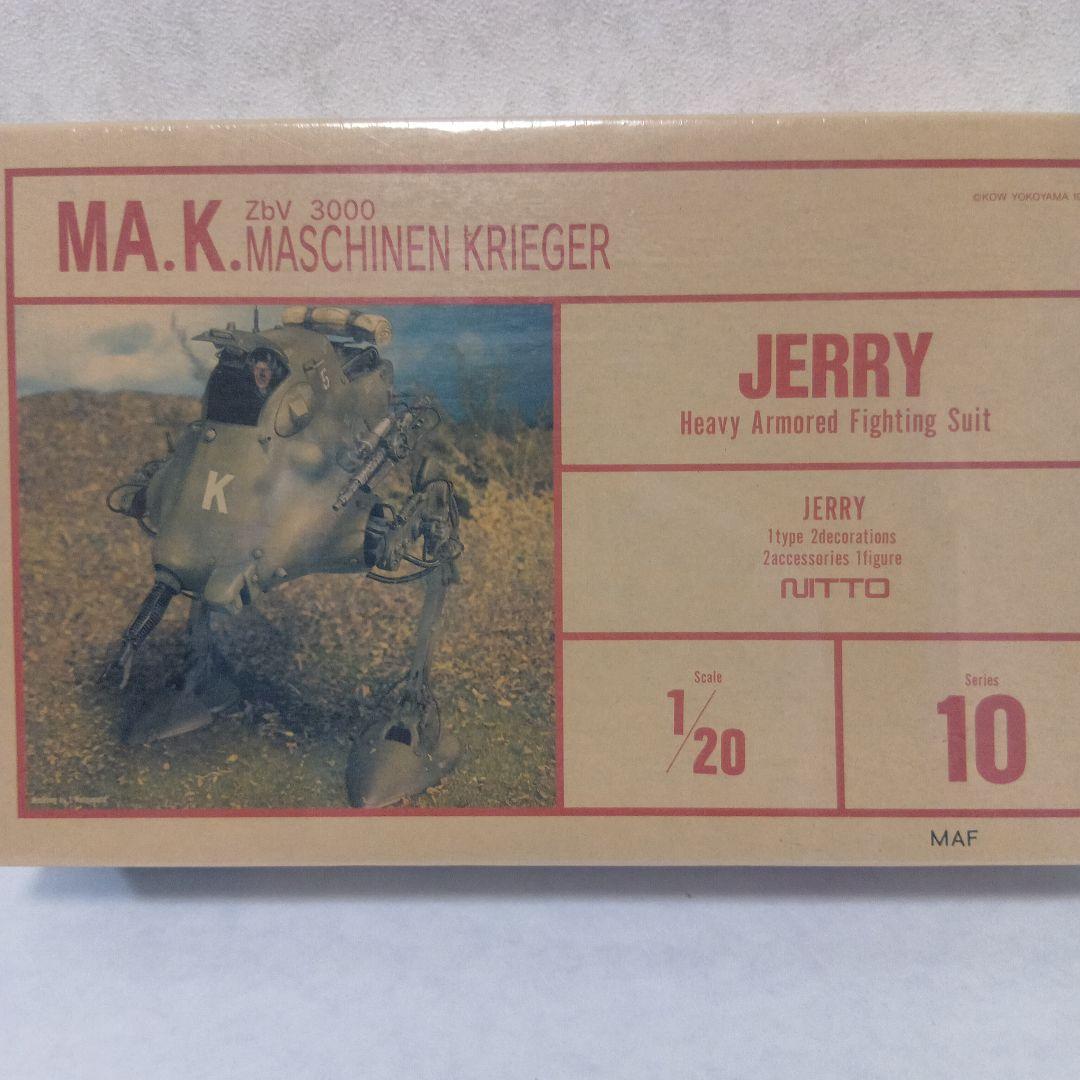 ©KOW YOKOYAMA
MA.K. ZbV 3000
MASCHINEN KRIEGER
5
K
JERRY
Heavy Armored Fighting Suit
JERRY
1type 2decorations
2accessories 1figure
NITTO
Scale
1/20
Series
10
MAF